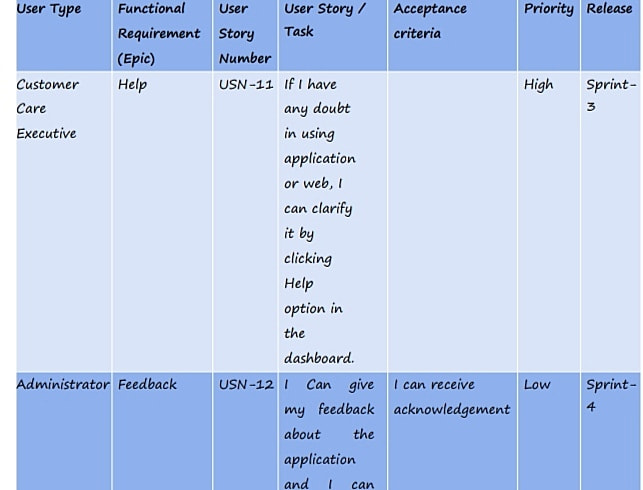 User Type Functional Requirement (Epic) User Story Number User Story / Task Acceptance criteria Priority Release
Customer Care Executive Help USN-11 If I have any doubt in using application or web, I can clarify it by clicking Help option in the dashboard. High Sprint-3
Administrator Feedback USN-12 I Can give my feedback about the application and I can I can receive acknowledgement Low Sprint-4